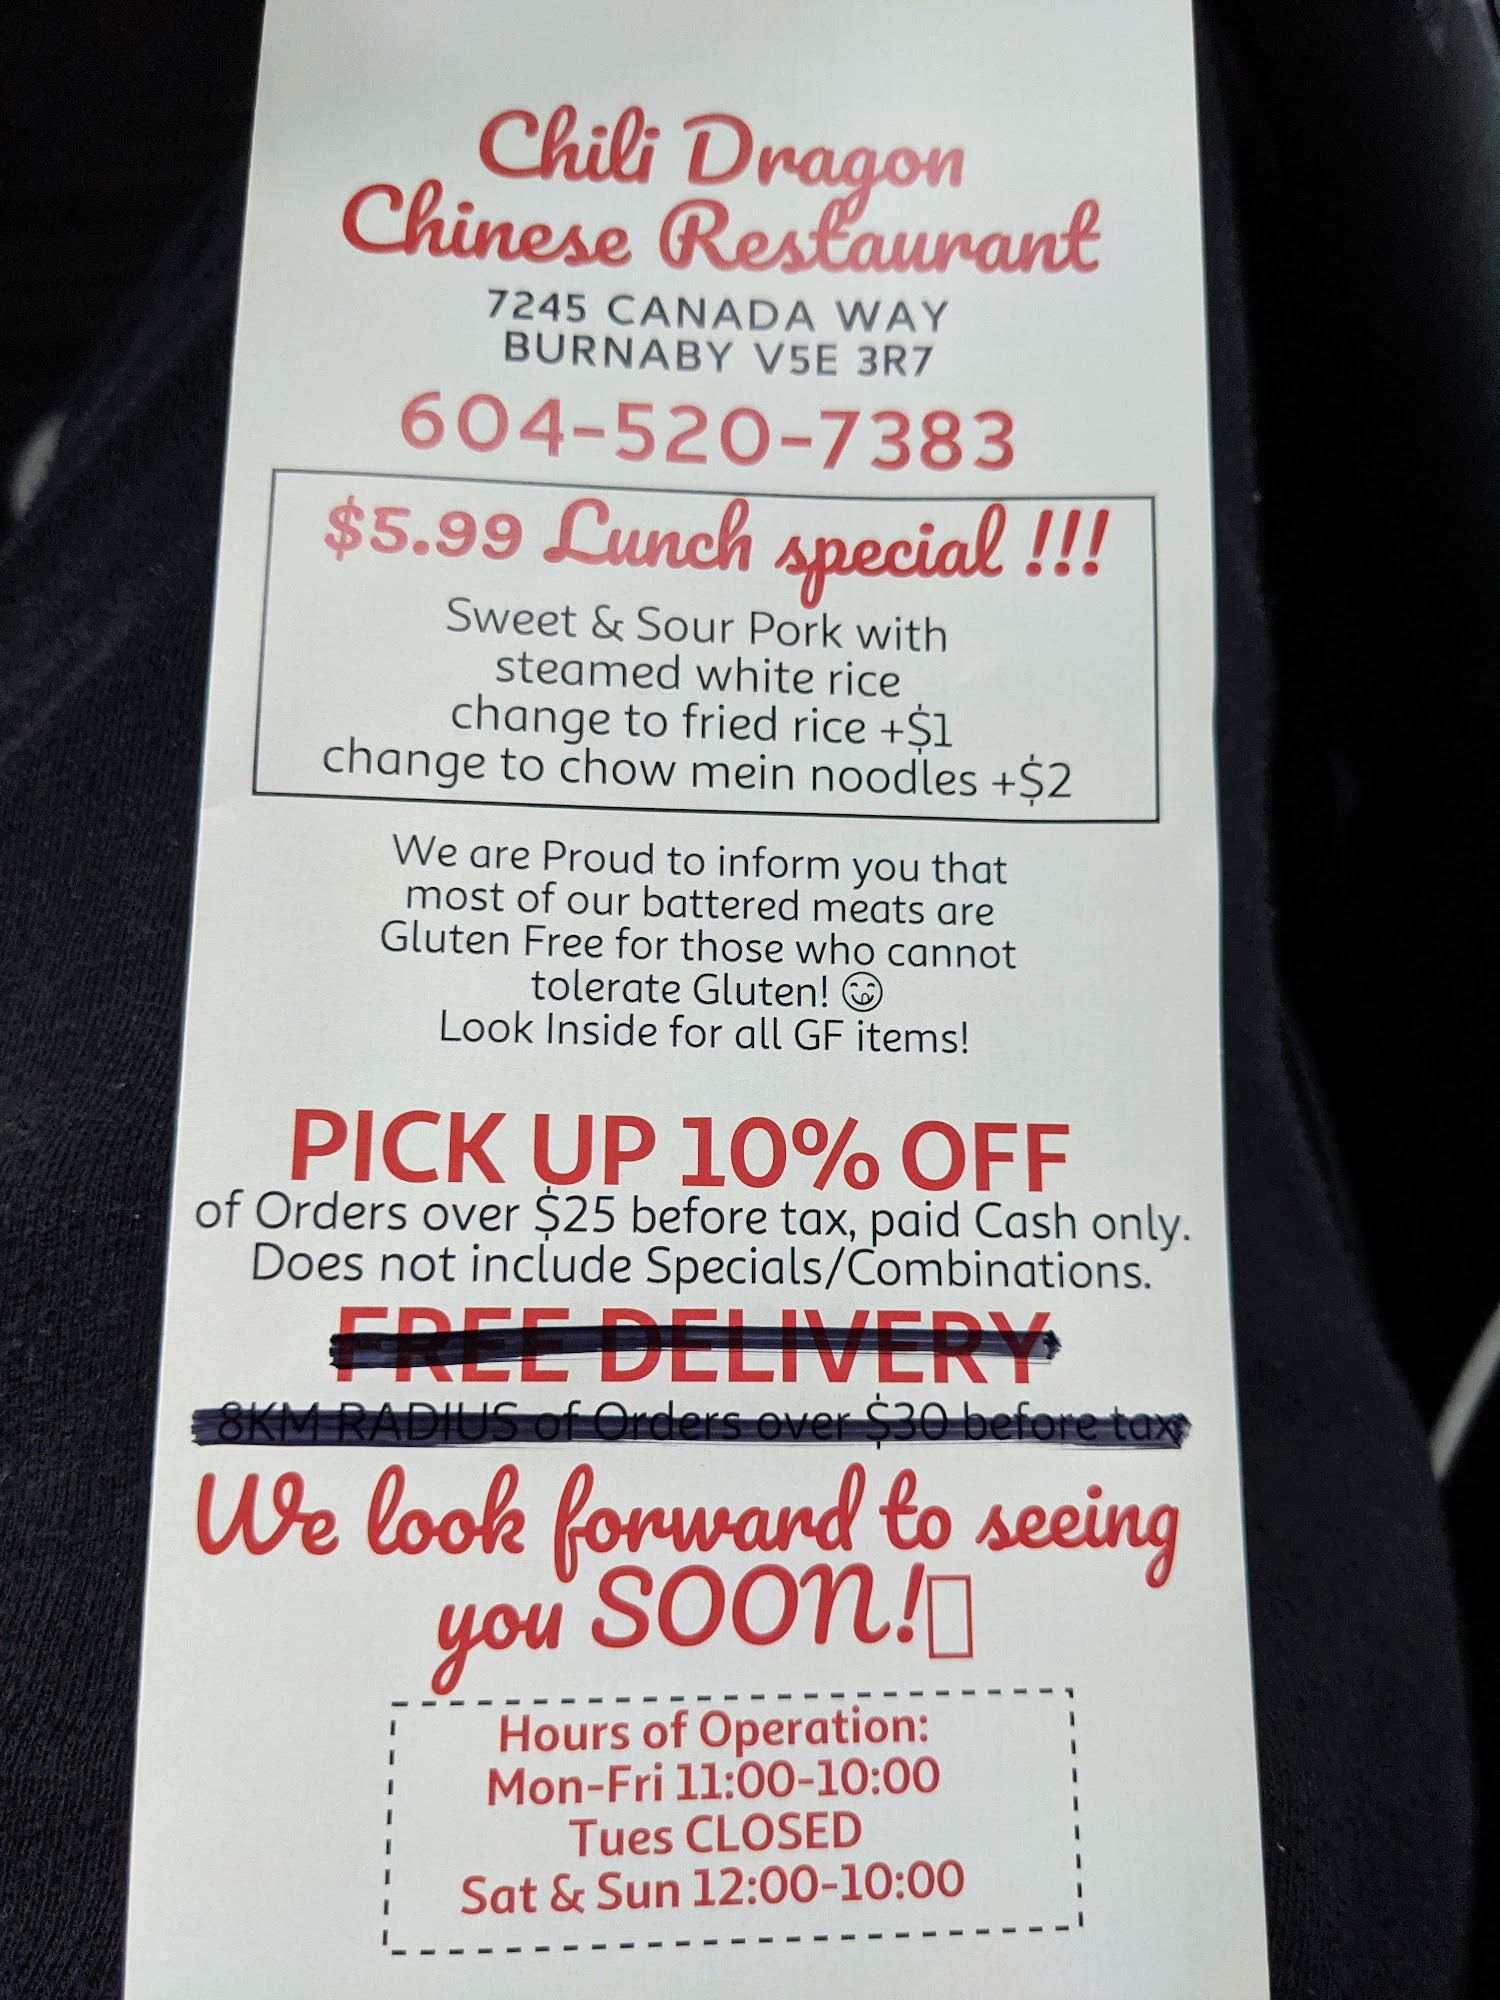 Chili Dragon
Chinese Restaurant
7245 CANADA WAY
BURNABY V5E 3R7
604-520-7383
$5.99 Lunch special !!!
Sweet & Sour Pork with
steamed white rice
change to fried rice +$1
change to chow mein noodles +$2
We are Proud to inform you that
most of our battered meats are
Gluten Free for those who cannot
tolerate Gluten! 😋
Look Inside for all GF items!
PICK UP 10% OFF
of Orders over $25 before tax, paid Cash only.
Does not include Specials/Combinations.
FREE DELIVERY
8KM RADIUS of Orders over $30 before tax
We look forward to seeing
you SOON!
Hours of Operation:
Mon-Fri 11:00-10:00
Tues CLOSED
Sat & Sun 12:00-10:00